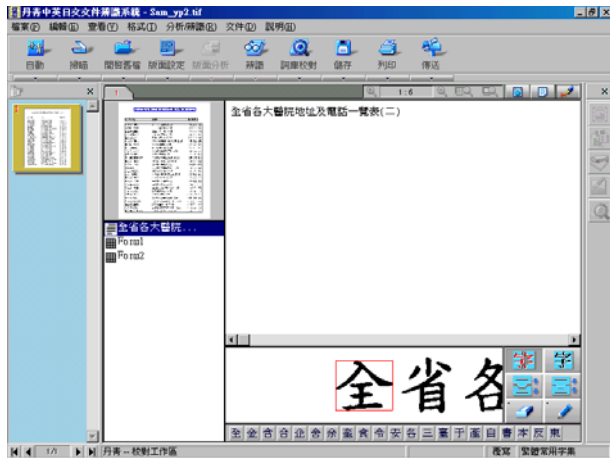 丹青中英日文文件辨識系統 - Sam_yp2.tif
檔案(F) 編輯(E) 查看(V) 格式(T) 分析/辨識(R) 交件(D) 說明(H)
自動 掃瞄 開啟舊檔 版面設定 版面分析 辨識 詞庫校對 儲存 列印 傳送
1
1:6
全省各大醫院地址及電話一覽表(二)
全省各大醫院...
Form1
Form2
全省各
字 字
全 金 含 合 企 舍 余 食 令 安 各 三 于 自 書 本 反 東
1/1
丹青 -- 校對工作區
覆寫 繁體常用字集